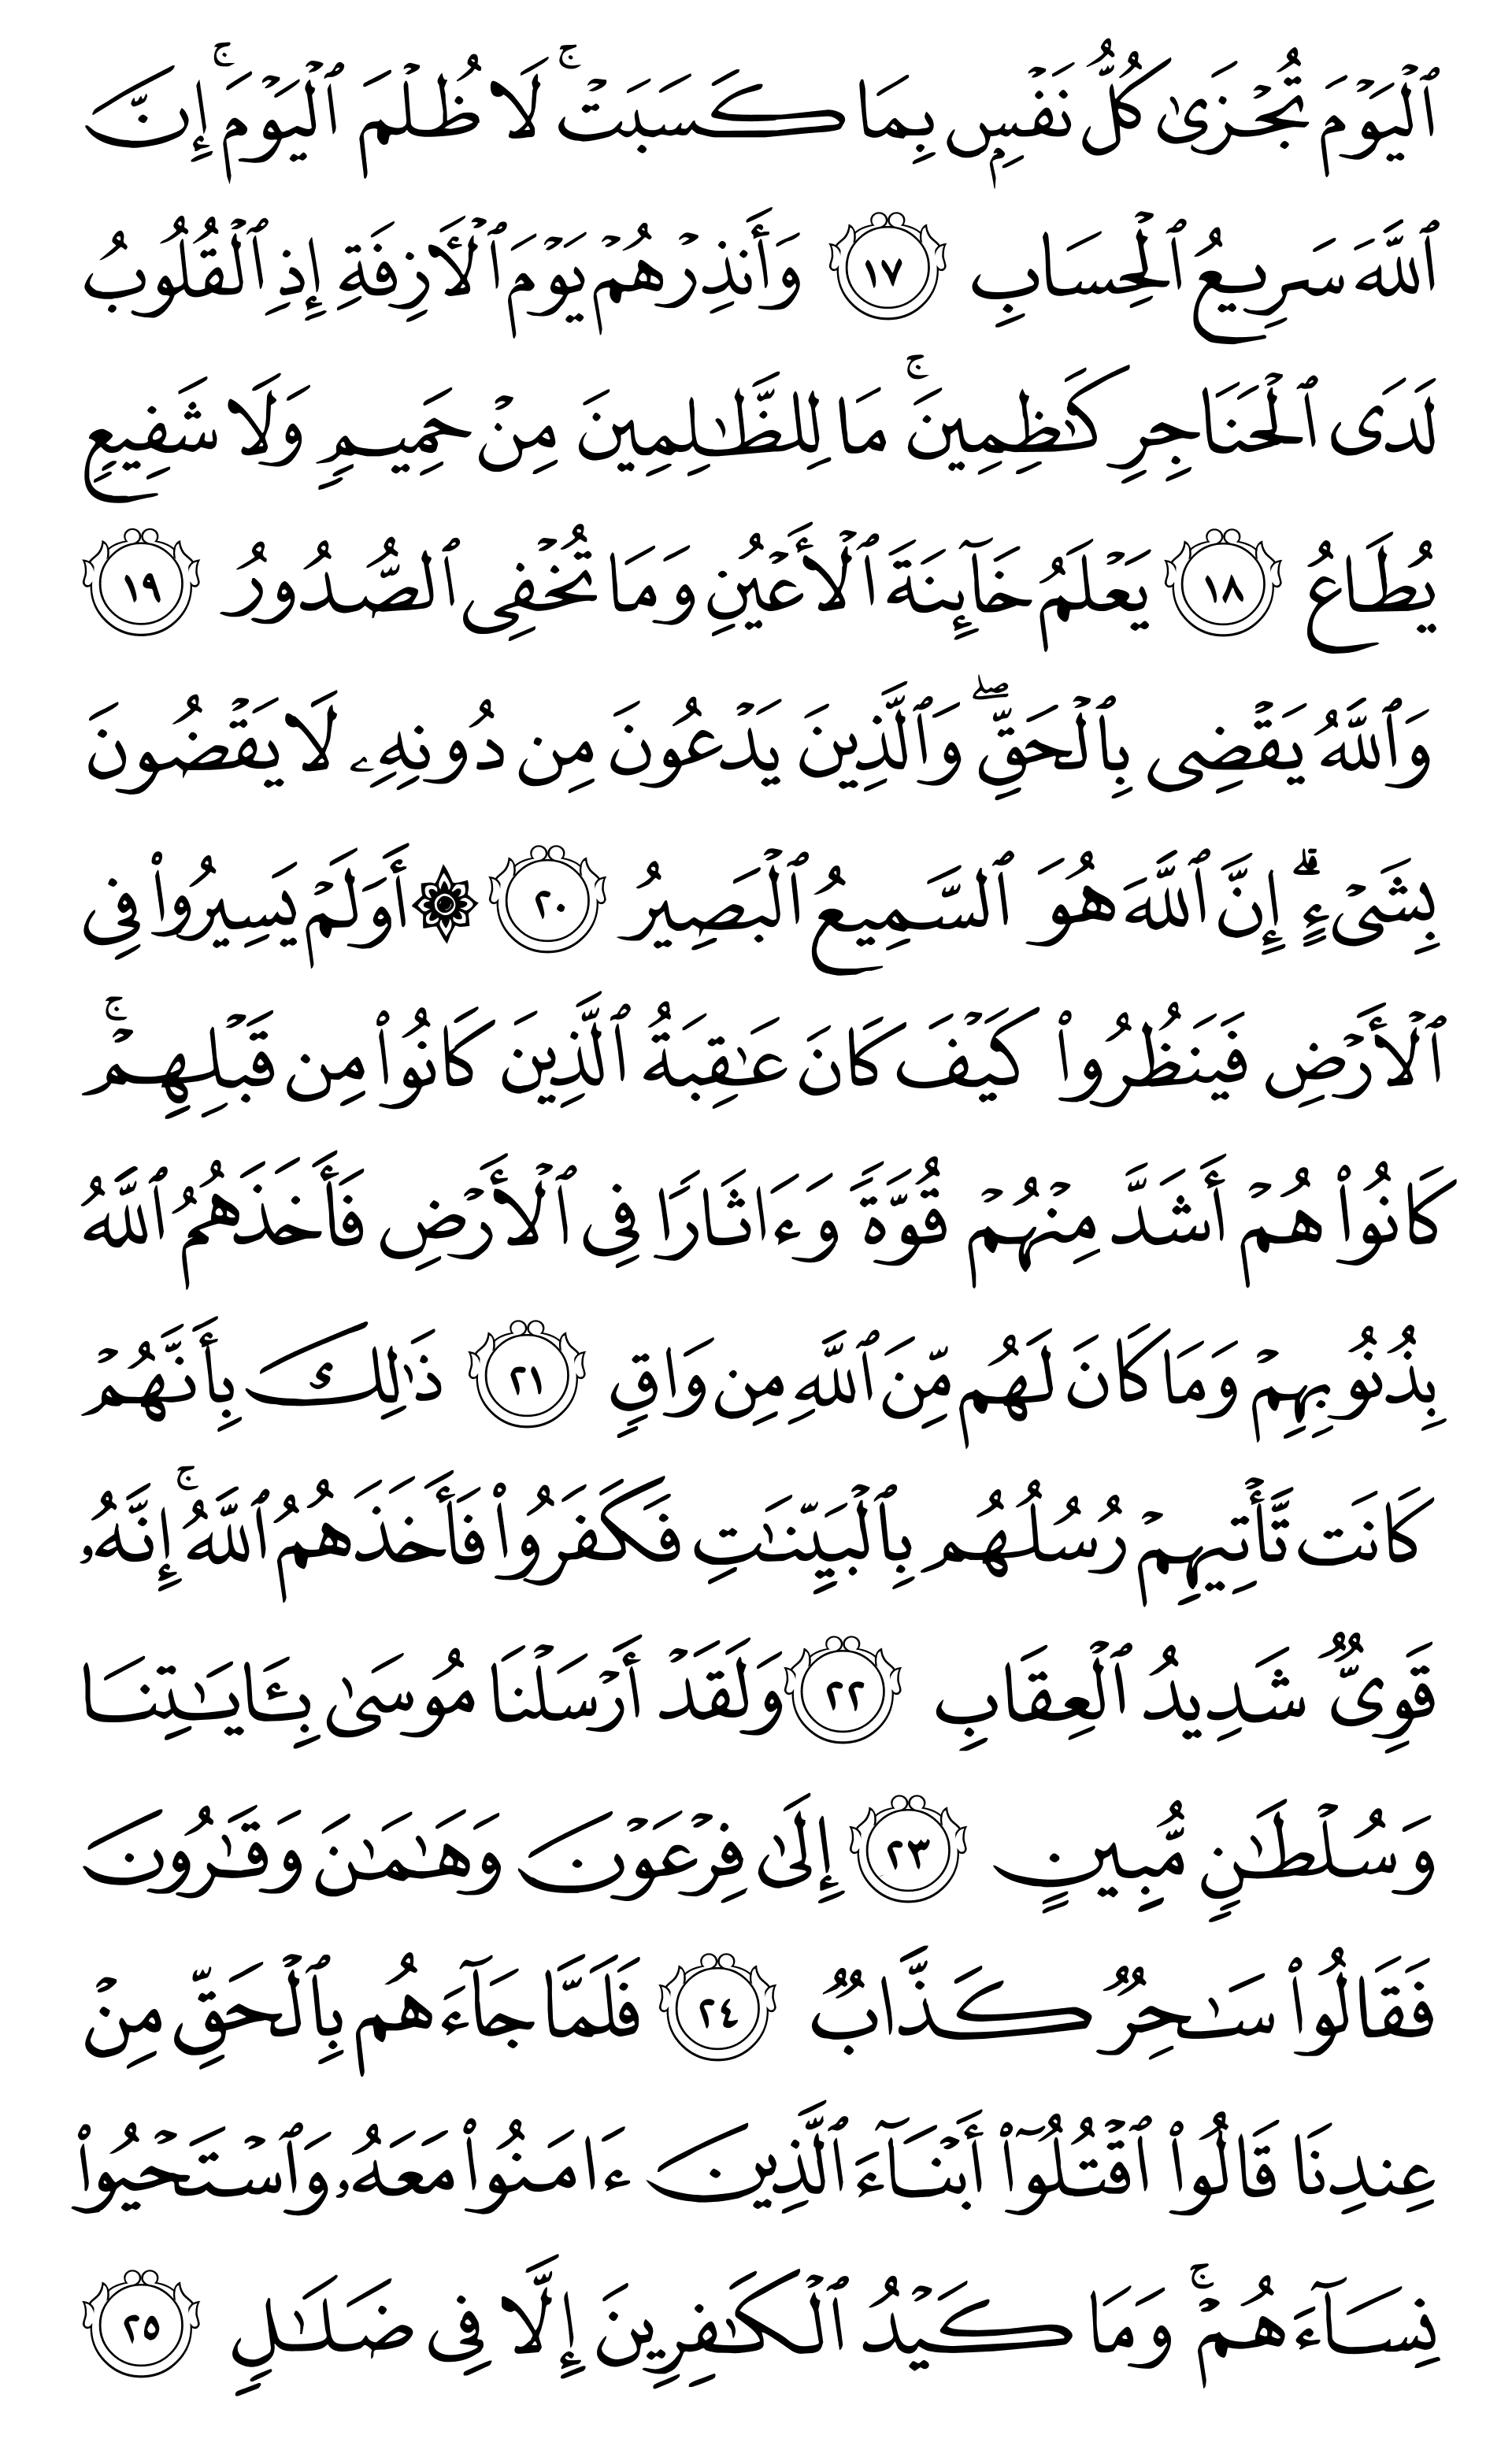 ٱلۡيَوۡمَ تُجۡزَىٰ كُلُّ نَفۡسِۭ بِمَا كَسَبَتۡۚ لَا ظُلۡمَ ٱلۡيَوۡمَۚ إِنَّ
ٱللَّهَ سَرِيعُ ٱلۡحِسَابِ ١٧ وَأَنذِرۡهُمۡ يَوۡمَ ٱلۡأٓزِفَةِ إِذِ ٱلۡقُلُوبُ
لَدَى ٱلۡحَنَاجِرِ كَٰظِمِينَۚ مَا لِلظَّٰلِمِينَ مِنۡ حَمِيمٖ وَلَا شَفِيعٖ
يُطَاعُ ١٨ يَعۡلَمُ خَآئِنَةَ ٱلۡأَعۡيُنِ وَمَا تُخۡفِي ٱلصُّدُورُ ١٩
وَٱللَّهُ يَقۡضِي بِٱلۡحَقِّۖ وَٱلَّذِينَ يَدۡعُونَ مِن دُونِهِۦ لَا يَقۡضُونَ
بِشَيۡءٍۗ إِنَّ ٱللَّهَ هُوَ ٱلسَّمِيعُ ٱلۡبَصِيرُ ٢٠ ۞ أَوَلَمۡ يَسِيرُواْ فِي
ٱلۡأَرۡضِ فَيَنظُرُواْ كَيۡفَ كَانَ عَٰقِبَةُ ٱلَّذِينَ كَانُواْ مِن قَبۡلِهِمۡۚ
كَانُواْ هُمۡ أَشَدَّ مِنۡهُمۡ قُوَّةٗ وَءَاثَارٗا فِي ٱلۡأَرۡضِ فَأَخَذَهُمُ ٱللَّهُ
بِذُنُوبِهِمۡ وَمَا كَانَ لَهُم مِّنَ ٱللَّهِ مِن وَاقٖ ٢١ ذَٰلِكَ بِأَنَّهُمۡ
كَانَت تَّأۡتِيهِمۡ رُسُلُهُم بِٱلۡبَيِّنَٰتِ فَكَفَرُواْ فَأَخَذَهُمُ ٱللَّهُۚ إِنَّهُۥ
قَوِيّٞ شَدِيدُ ٱلۡعِقَابِ ٢٢ وَلَقَدۡ أَرۡسَلۡنَا مُوسَىٰ بِـَٔايَٰتِنَا
وَسُلۡطَٰنٖ مُّبِينٍ ٢٣ إِلَىٰ فِرۡعَوۡنَ وَهَٰمَٰنَ وَقَٰرُونَ
فَقَالُواْ سَٰحِرٞ كَذَّابٞ ٢٤ فَلَمَّا جَآءَهُم بِٱلۡحَقِّ مِنۡ
عِندِنَا قَالُواْ ٱقۡتُلُوٓاْ أَبۡنَآءَ ٱلَّذِينَ ءَامَنُواْ مَعَهُۥ وَٱسۡتَحۡيُواْ
نِسَآءَهُمۡۚ وَمَا كَيۡدُ ٱلۡكَٰفِرِينَ إِلَّا فِي ضَلَٰلٖ ٢٥